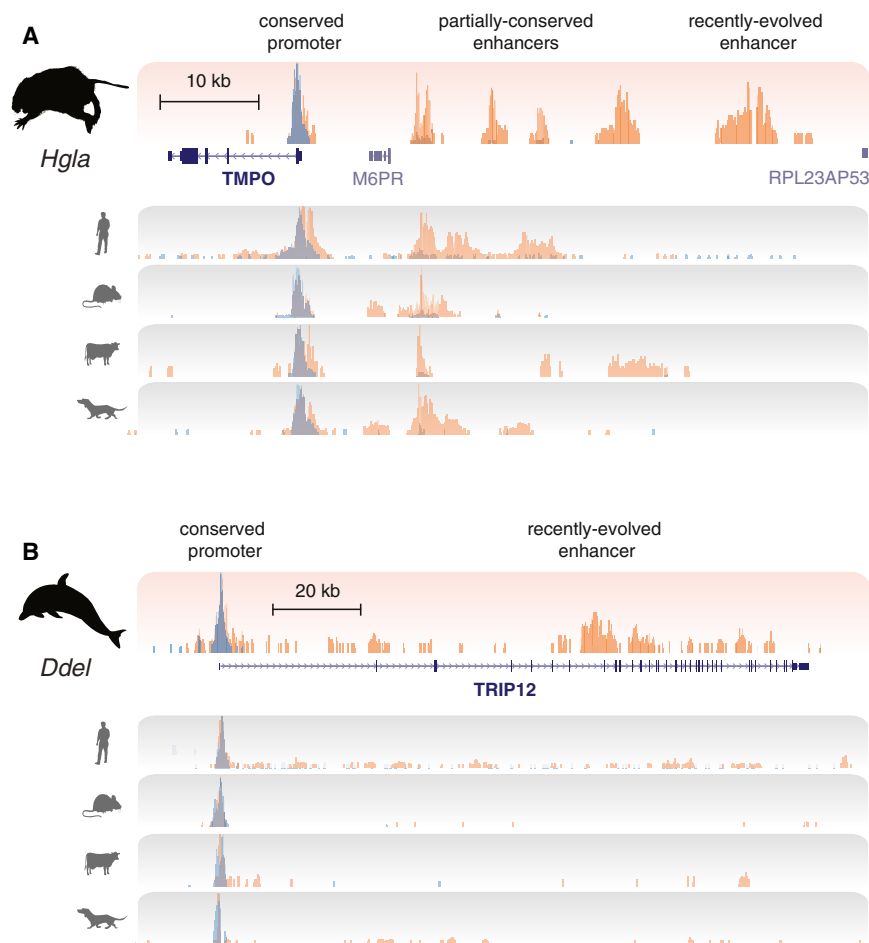 A
conserved
promoter
partially-conserved
enhancers
recently-evolved
enhancer
10 kb
Hgla
TMPO
M6PR
RPL23AP53
B
conserved
promoter
recently-evolved
enhancer
20 kb
Ddel
TRIP12